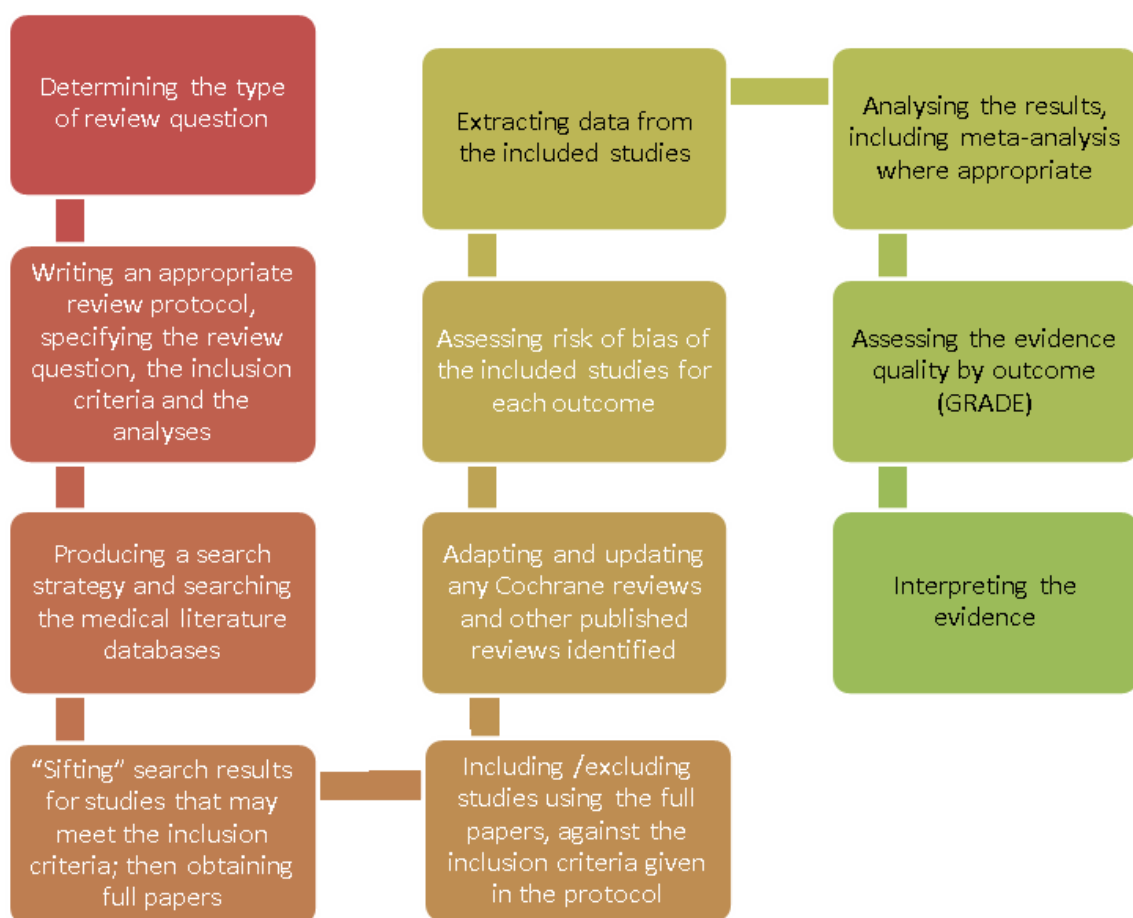 Determining the type
of review question
Writing an appropriate
review protocol,
specifying the review
question, the inclusion
criteria and the
analyses
Producing a search
strategy and searching
the medical literature
databases
“Sifting” search results
for studies that may
meet the inclusion
criteria; then obtaining
full papers
Including /excluding
studies using the full
papers, against the
inclusion criteria given
in the protocol
Adapting and updating
any Cochrane reviews
and other published
reviews identified
Assessing risk of bias of
the included studies for
each outcome
Extracting data from
the included studies
Analysing the results,
including meta-analysis
where appropriate
Assessing the evidence
quality by outcome
(GRADE)
Interpreting the
evidence